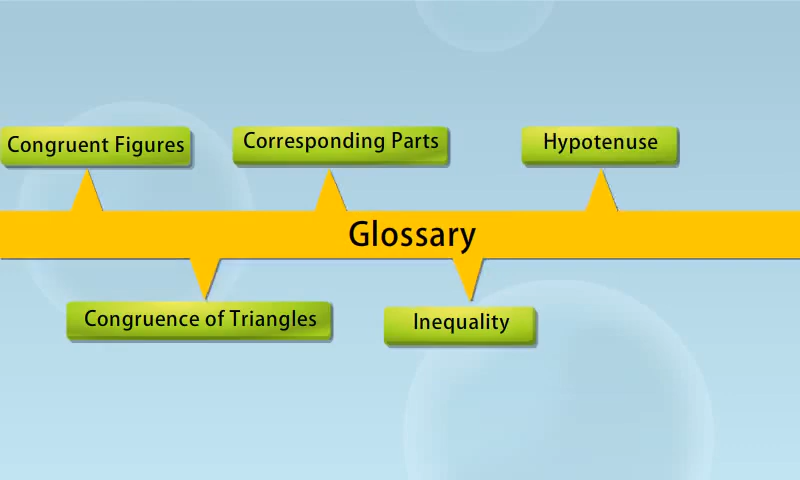 Congruent Figures
Corresponding Parts
Hypotenuse
Glossary
Congruence of Triangles
Inequality